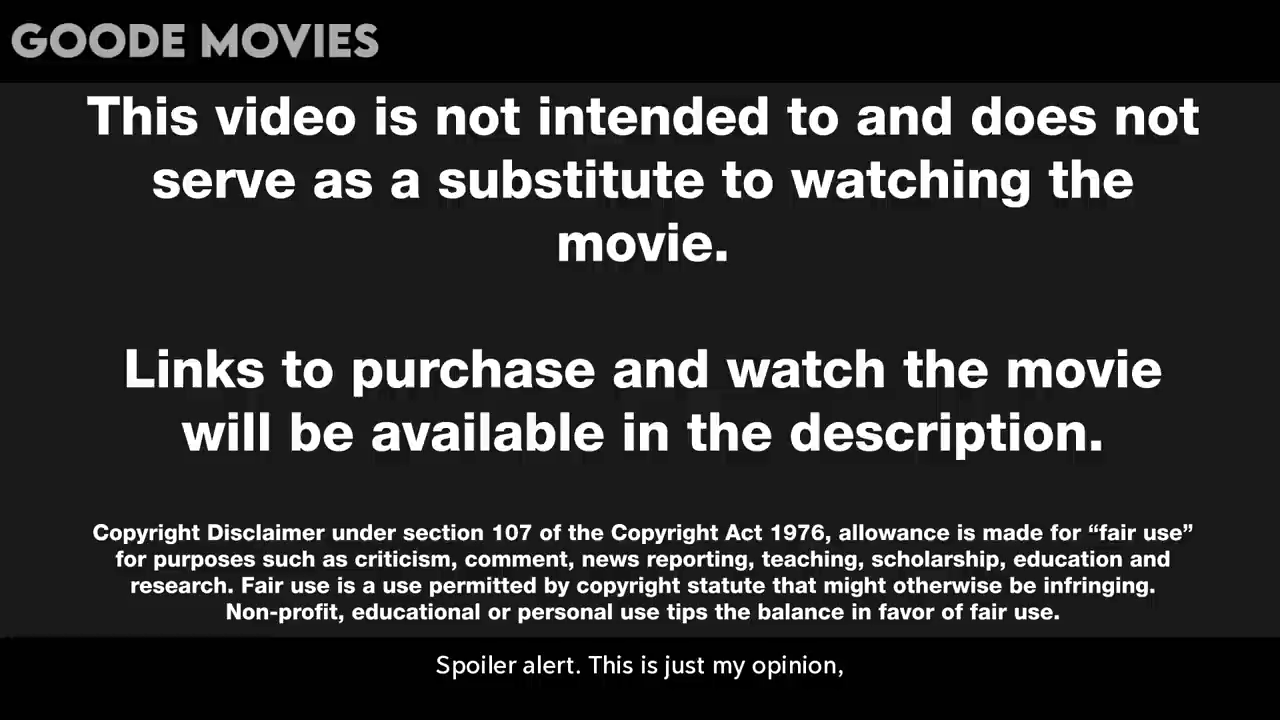 GOODE MOVIES
This video is not intended to and does not
serve as a substitute to watching the
movie.
Links to purchase and watch the movie
will be available in the description.
Copyright Disclaimer under section 107 of the Copyright Act 1976, allowance is made for “fair use”
for purposes such as criticism, comment, news reporting, teaching, scholarship, education and
research. Fair use is a use permitted by copyright statute that might otherwise be infringing.
Non-profit, educational or personal use tips the balance in favor of fair use.
Spoiler alert. This is just my opinion,